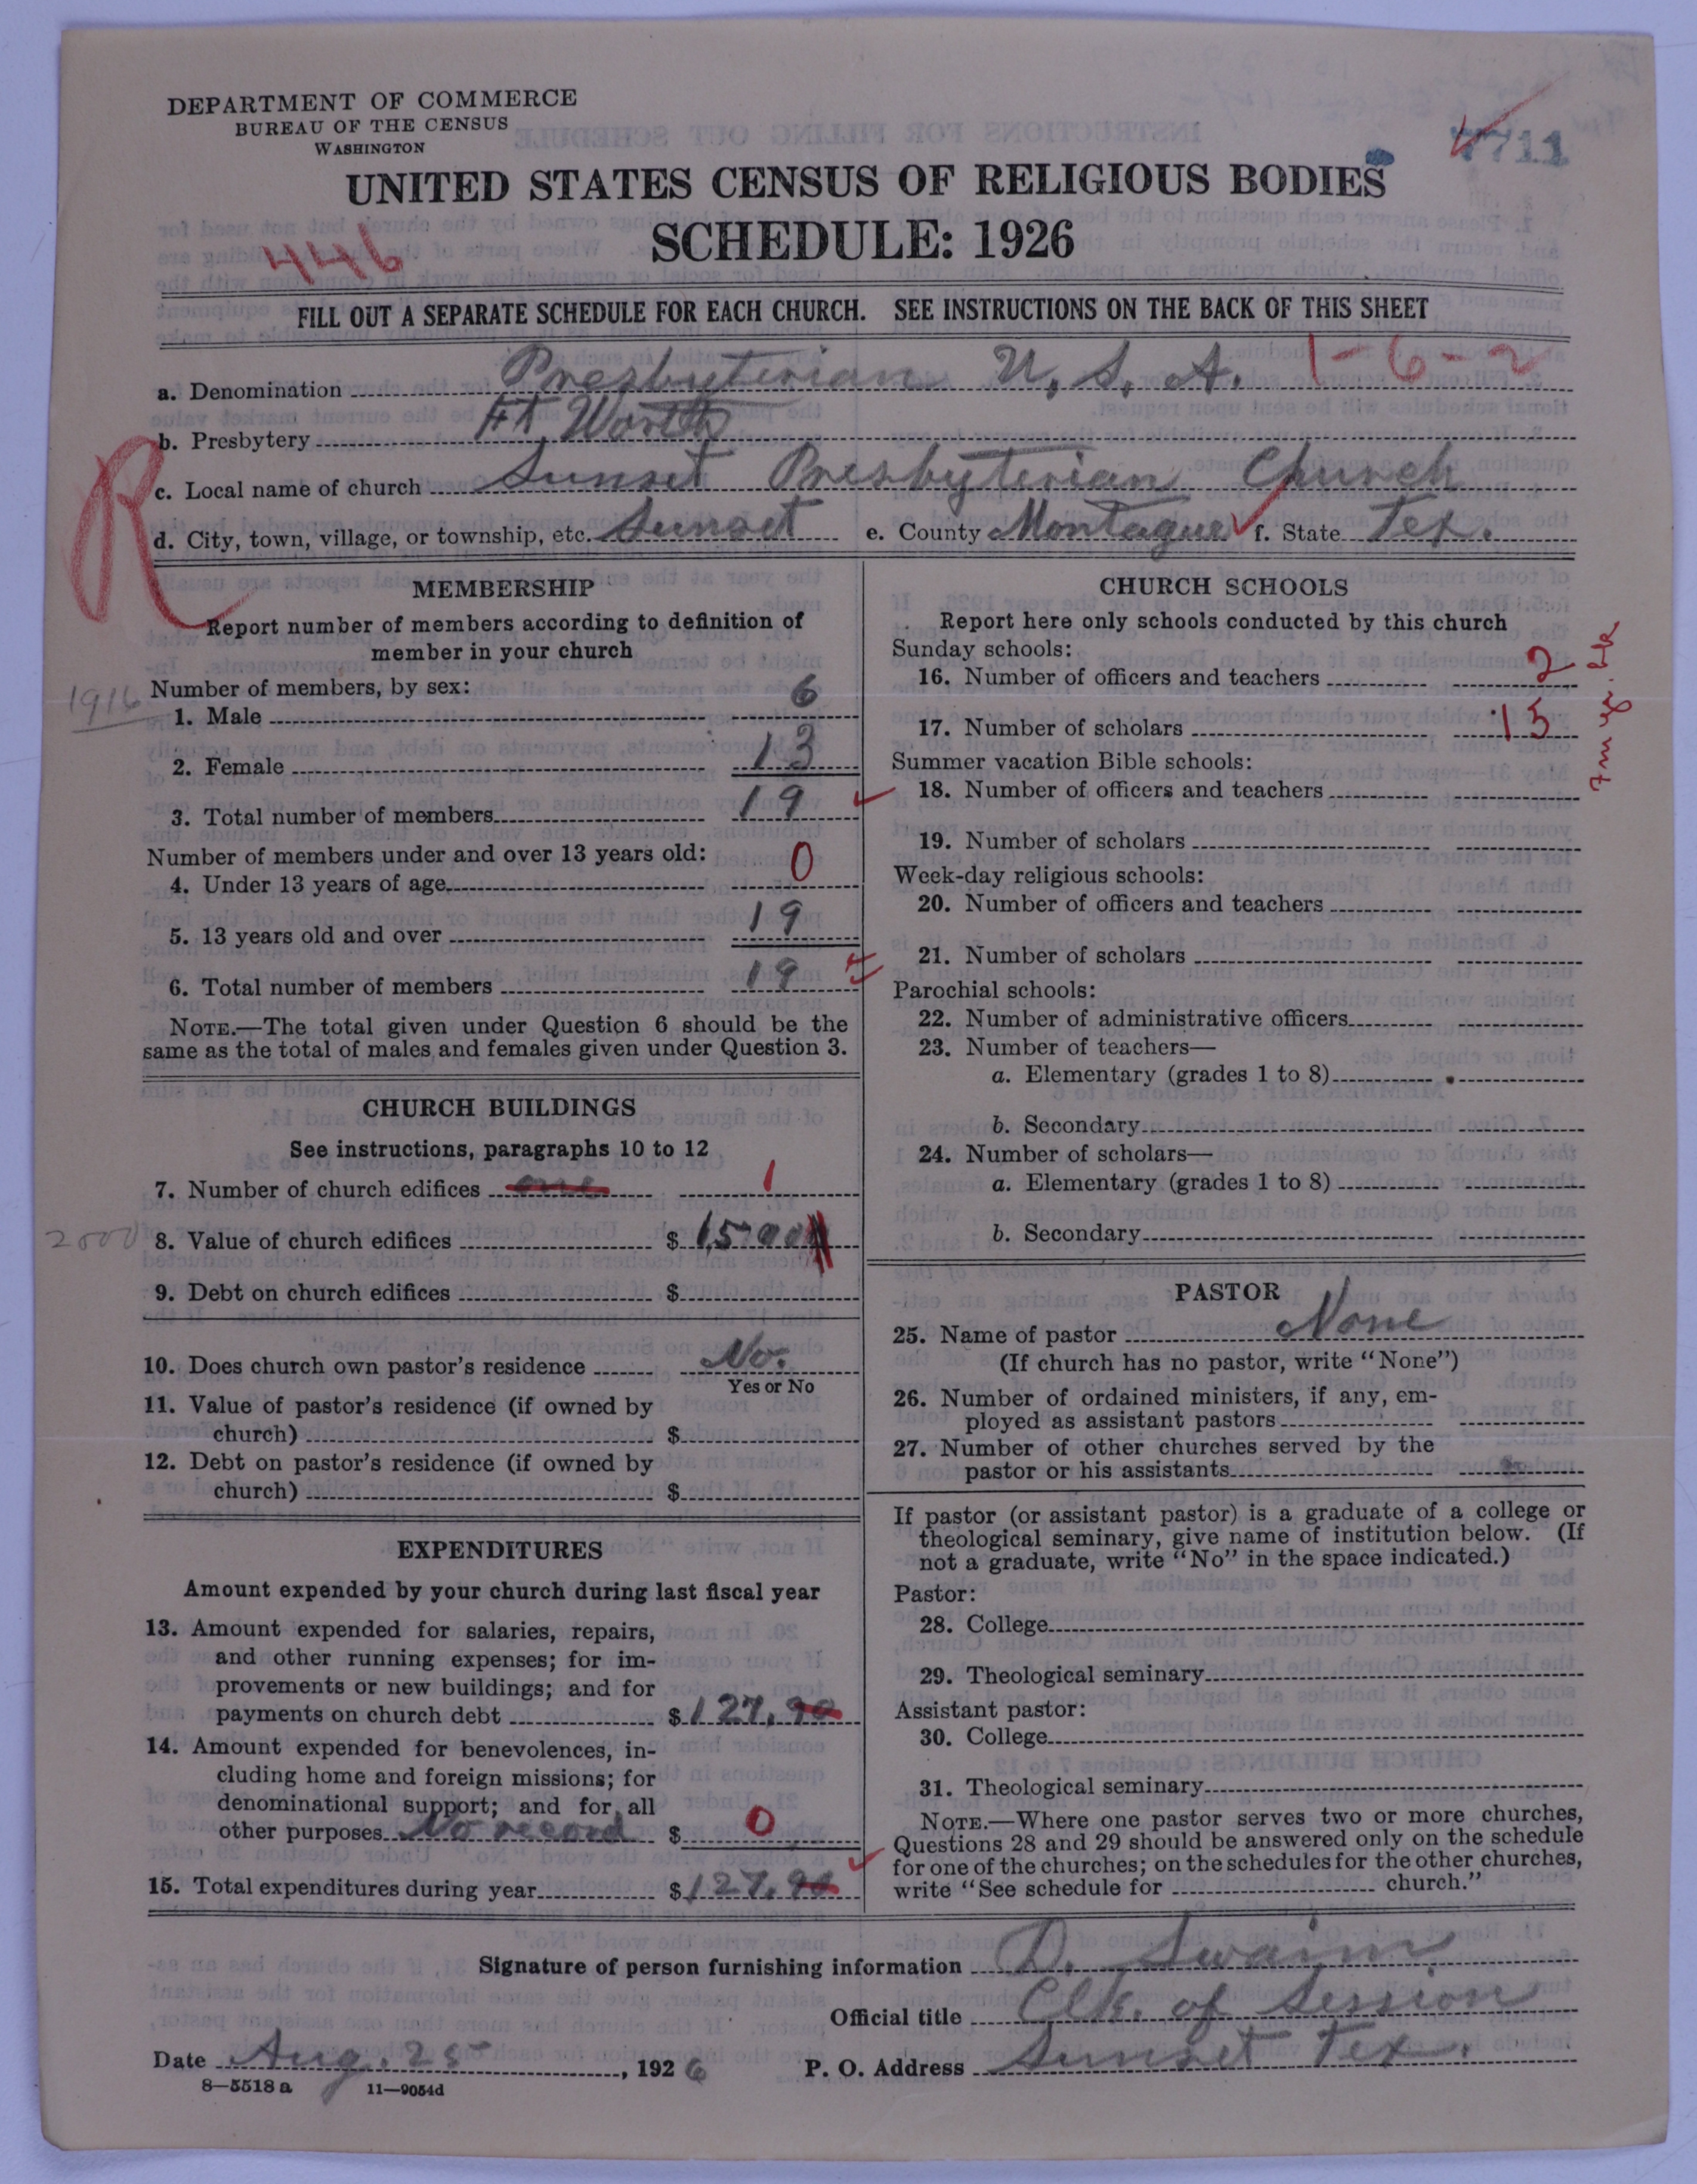 DEPARTMENT OF COMMERCE
BUREAU OF THE CENSUS
WASHINGTON
7711
UNITED STATES CENSUS OF RELIGIOUS BODIES
SCHEDULE: 1926
446
FILL OUT A SEPARATE SCHEDULE FOR EACH CHURCH. SEE INSTRUCTIONS ON THE BACK OF THIS SHEET
a. Denomination Presbyterian U. S. A. 1-6-2
b. Presbytery Ft Worth
R
c. Local name of church Sunset Presbyterian Church
d. City, town, village, or township, etc. Sunset e. County Montague f. State Tex.
MEMBERSHIP
Report number of members according to definition of
member in your church
Number of members, by sex:
1916
1. Male 6
2. Female 13
3. Total number of members 19
Number of members under and over 13 years old:
4. Under 13 years of age 0
5. 13 years old and over 19
6. Total number of members 19
NOTE.—The total given under Question 6 should be the
same as the total of males and females given under Question 3.
CHURCH BUILDINGS
See instructions, paragraphs 10 to 12
7. Number of church edifices one 1
2000 8. Value of church edifices $ 1500
9. Debt on church edifices $
10. Does church own pastor's residence No.
Yes or No
11. Value of pastor's residence (if owned by
church) $
12. Debt on pastor's residence (if owned by
church) $
EXPENDITURES
Amount expended by your church during last fiscal year
13. Amount expended for salaries, repairs,
and other running expenses; for im-
provements or new buildings; and for
payments on church debt $ 127.90
14. Amount expended for benevolences, in-
cluding home and foreign missions; for
denominational support; and for all
other purposes No record $ 0
15. Total expenditures during year $ 127.90
CHURCH SCHOOLS
Report here only schools conducted by this church
Sunday schools:
16. Number of officers and teachers 2
17. Number of scholars 15
Summer vacation Bible schools:
18. Number of officers and teachers
19. Number of scholars
Week-day religious schools:
20. Number of officers and teachers
21. Number of scholars
Parochial schools:
22. Number of administrative officers
23. Number of teachers—
a. Elementary (grades 1 to 8)
b. Secondary
24. Number of scholars—
a. Elementary (grades 1 to 8)
b. Secondary
PASTOR
25. Name of pastor None
(If church has no pastor, write "None")
26. Number of ordained ministers, if any, em-
ployed as assistant pastors
27. Number of other churches served by the
pastor or his assistants
If pastor (or assistant pastor) is a graduate of a college or
theological seminary, give name of institution below. (If
not a graduate, write "No" in the space indicated.)
Pastor:
28. College
29. Theological seminary
Assistant pastor:
30. College
31. Theological seminary
NOTE.—Where one pastor serves two or more churches,
Questions 28 and 29 should be answered only on the schedule
for one of the churches; on the schedules for the other churches,
write "See schedule for church."
Signature of person furnishing information D. Swaim
Official title Clk. of Session
Date Aug. 25, 1926 P. O. Address Sunset Tex.
8—5518 a 11—9054d